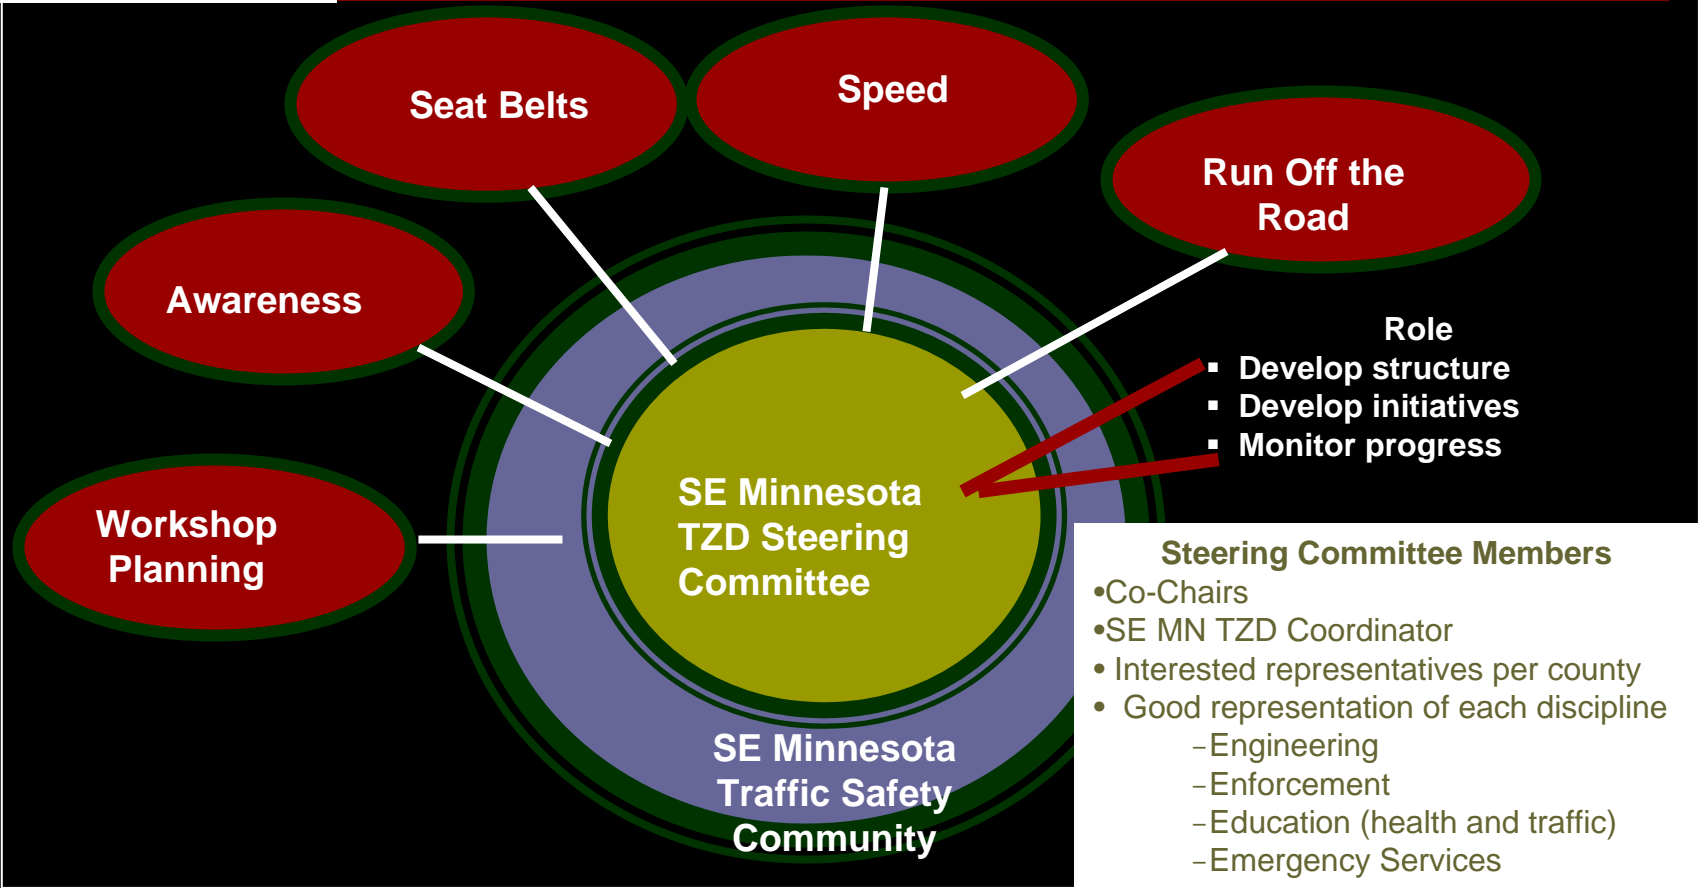 Seat Belts
Speed
Run Off the
Road
Awareness
Role
▪ Develop structure
▪ Develop initiatives
▪ Monitor progress
Workshop
Planning
SE Minnesota
TZD Steering
Committee
SE Minnesota
Traffic Safety
Community
Steering Committee Members
•Co-Chairs
•SE MN TZD Coordinator
• Interested representatives per county
• Good representation of each discipline
–Engineering
–Enforcement
–Education (health and traffic)
–Emergency Services